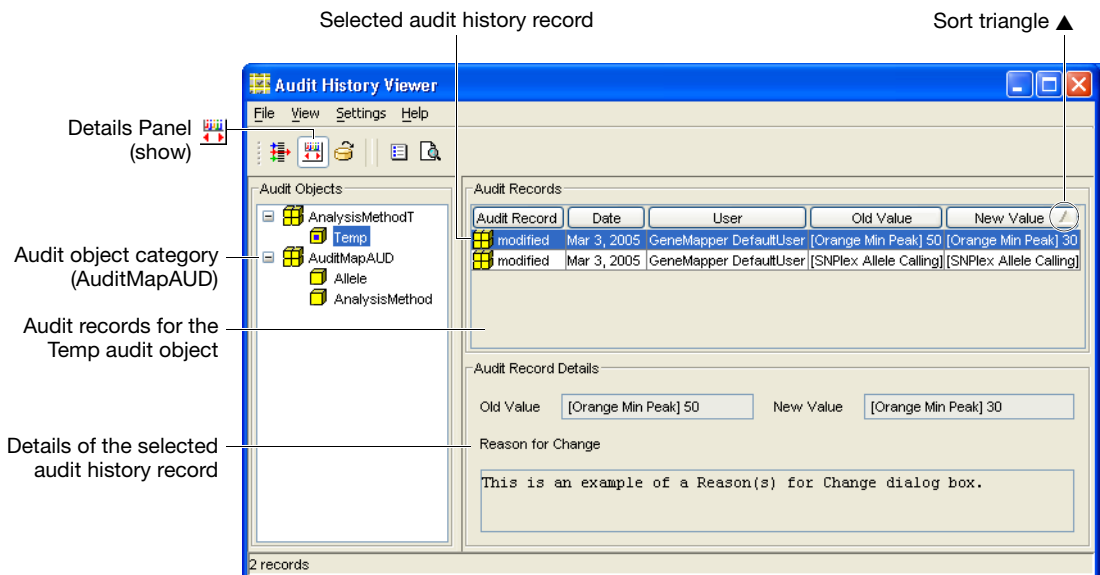 Selected audit history record
Sort triangle ▲
Audit History Viewer
File View Settings Help
Details Panel
(show)
Audit Objects
AnalysisMethodT
Temp
AuditMapAUD
Allele
AnalysisMethod
Audit object category
(AuditMapAUD)
Audit Records
Audit Record Date User Old Value New Value
modified Mar 3, 2005 GeneMapper DefaultUser [Orange Min Peak] 50 [Orange Min Peak] 30
modified Mar 3, 2005 GeneMapper DefaultUser [SNPlex Allele Calling] [SNPlex Allele Calling]
Audit records for the
Temp audit object
Audit Record Details
Old Value [Orange Min Peak] 50 New Value [Orange Min Peak] 30
Details of the selected
audit history record
Reason for Change
This is an example of a Reason(s) for Change dialog box.
2 records